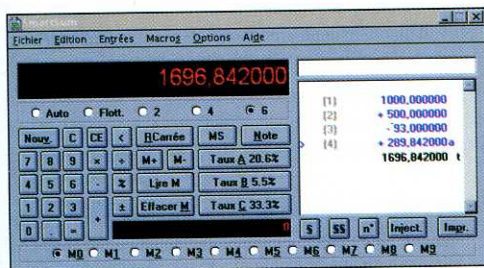 Smartsum
Fichier Edition Entrées Macros Options Aide
1696,842000
Auto Flott. 2 4 6
[1] 1000,000000
[2] + 500,000000
[3] - 93,000000
[4] + 289,842000a
1696,842000 t
Nouv. C CE < RCarrée MS Note
7 8 9 × ÷ M+ M- Taux A 20.6%
4 5 6 - % Lire M Taux B 5.5%
1 2 3 + ± Effacer M Taux C 33.3%
0 . = 0
§ §§ n° Inject. Impr.
M0 M1 M2 M3 M4 M5 M6 M7 M8 M9